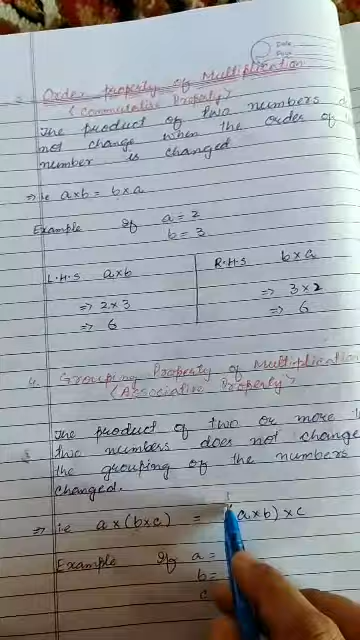 Date
Page
Order property of Multiplication
(Commutative Property)
The product of two numbers
not change when the order of
number is changed
⇒ ie a×b = b×a
Example If a = 2
b = 3
L.H.S a×b
⇒ 2×3
⇒ 6
R.H.S b×a
⇒ 3×2
⇒ 6
4. Grouping Property of Multiplication
(Associative Property)
The product of two or more
two numbers does not change
the grouping of the numbers
changed.
⇒ i.e a×(b×c) = (a×b)×c
Example If a =
b =
c